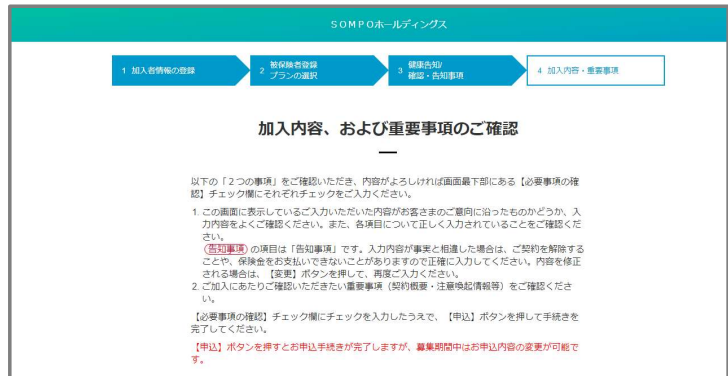 SOMPOホールディングス
1 加入者情報の登録
2 被保険者登録
プランの選択
3 健康告知/
確認・告知事項
4 加入内容・重要事項
加入内容、および重要事項のご確認
以下の「2つの事項」をご確認いただき、内容がよろしければ画面最下部にある【必要事項の確
認】チェック欄にそれぞれチェックをご入力ください。
1. この画面に表示しているご入力いただいた内容がお客さまのご意向に沿ったものかどうか、入
力内容をよくご確認ください。また、各項目について正しく入力されていることをご確認くだ
さい。
告知事項 の項目は「告知事項」です。入力内容が事実と相違した場合は、ご契約を解除する
ことや、保険金をお支払いできないことがありますので正確に入力してください。内容を修正
される場合は、【変更】ボタンを押して、再度ご入力ください。
2. ご加入にあたりご確認いただきたい重要事項（契約概要・注意喚起情報等）をご確認くださ
い。
【必要事項の確認】チェック欄にチェックを入力したうえで、【申込】ボタンを押して手続きを
完了してください。
【申込】ボタンを押すとお申込手続きが完了しますが、募集期間中はお申込内容の変更が可能で
す。